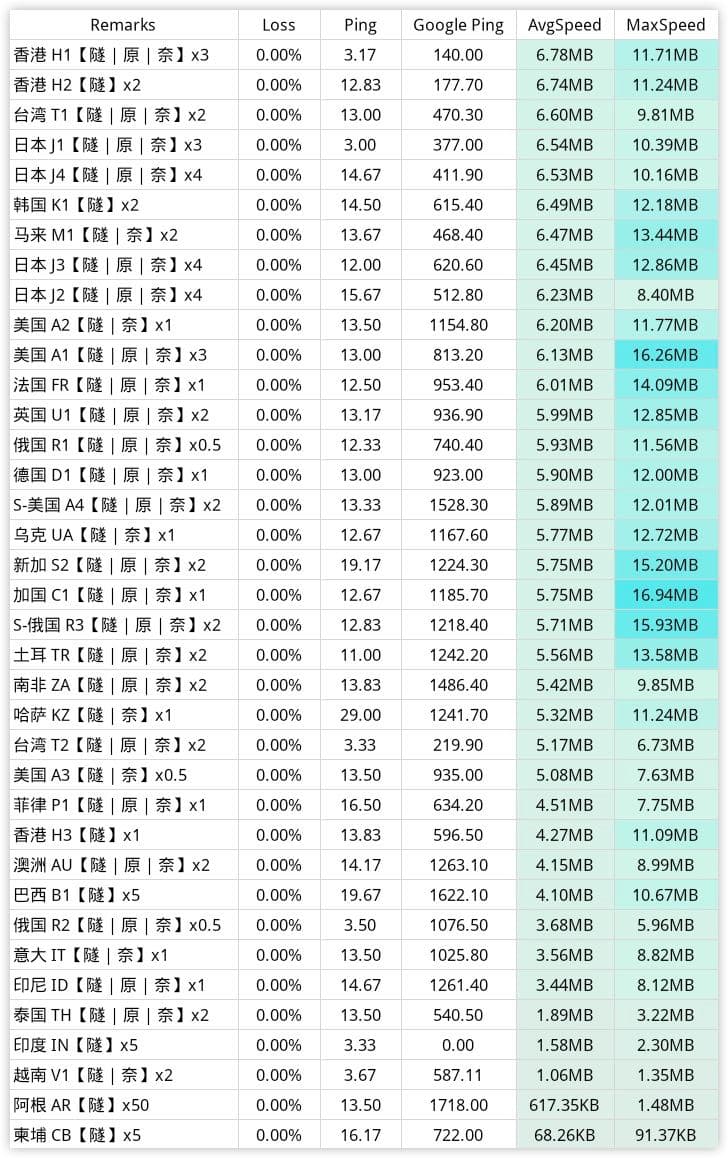 Remarks Loss Ping Google Ping AvgSpeed MaxSpeed
香港 H1【隧 | 原 | 奈】x3 0.00% 3.17 140.00 6.78MB 11.71MB
香港 H2【隧】x2 0.00% 12.83 177.70 6.74MB 11.24MB
台湾 T1【隧 | 原 | 奈】x2 0.00% 13.00 470.30 6.60MB 9.81MB
日本 J1【隧 | 原 | 奈】x3 0.00% 3.00 377.00 6.54MB 10.39MB
日本 J4【隧 | 原 | 奈】x4 0.00% 14.67 411.90 6.53MB 10.16MB
韩国 K1【隧】x2 0.00% 14.50 615.40 6.49MB 12.18MB
马来 M1【隧 | 奈】x2 0.00% 13.67 468.40 6.47MB 13.44MB
日本 J3【隧 | 原 | 奈】x4 0.00% 12.00 620.60 6.45MB 12.86MB
日本 J2【隧 | 原 | 奈】x4 0.00% 15.67 512.80 6.23MB 8.40MB
美国 A2【隧 | 奈】x1 0.00% 13.50 1154.80 6.20MB 11.77MB
美国 A1【隧 | 原 | 奈】x3 0.00% 13.00 813.20 6.13MB 16.26MB
法国 FR【隧 | 原 | 奈】x1 0.00% 12.50 953.40 6.01MB 14.09MB
英国 U1【隧 | 原 | 奈】x2 0.00% 13.17 936.90 5.99MB 12.85MB
俄国 R1【隧 | 原 | 奈】x0.5 0.00% 12.33 740.40 5.93MB 11.56MB
德国 D1【隧 | 原 | 奈】x1 0.00% 13.00 923.00 5.90MB 12.00MB
S-美国 A4【隧 | 原 | 奈】x2 0.00% 13.33 1528.30 5.89MB 12.01MB
乌克 UA【隧 | 奈】x1 0.00% 12.67 1167.60 5.77MB 12.72MB
新加 S2【隧 | 原 | 奈】x2 0.00% 19.17 1224.30 5.75MB 15.20MB
加国 C1【隧 | 原 | 奈】x1 0.00% 12.67 1185.70 5.75MB 16.94MB
S-俄国 R3【隧 | 原 | 奈】x2 0.00% 12.83 1218.40 5.71MB 15.93MB
土耳 TR【隧 | 原 | 奈】x2 0.00% 11.00 1242.20 5.56MB 13.58MB
南非 ZA【隧 | 原 | 奈】x2 0.00% 13.83 1486.40 5.42MB 9.85MB
哈萨 KZ【隧 | 奈】x1 0.00% 29.00 1241.70 5.32MB 11.24MB
台湾 T2【隧 | 原 | 奈】x2 0.00% 3.33 219.90 5.17MB 6.73MB
美国 A3【隧 | 奈】x0.5 0.00% 13.50 935.00 5.08MB 7.63MB
菲律 P1【隧 | 原 | 奈】x1 0.00% 16.50 634.20 4.51MB 7.75MB
香港 H3【隧】x1 0.00% 13.83 596.50 4.27MB 11.09MB
澳洲 AU【隧 | 原 | 奈】x2 0.00% 14.17 1263.10 4.15MB 8.99MB
巴西 B1【隧】x5 0.00% 19.67 1622.10 4.10MB 10.67MB
俄国 R2【隧 | 原 | 奈】x0.5 0.00% 3.50 1076.50 3.68MB 5.96MB
意大 IT【隧 | 奈】x1 0.00% 13.50 1025.80 3.56MB 8.82MB
印尼 ID【隧 | 原 | 奈】x1 0.00% 14.67 1261.40 3.44MB 8.12MB
泰国 TH【隧 | 原 | 奈】x2 0.00% 13.50 540.50 1.89MB 3.22MB
印度 IN【隧】x5 0.00% 3.33 0.00 1.58MB 2.30MB
越南 V1【隧 | 奈】x2 0.00% 3.67 587.11 1.06MB 1.35MB
阿根 AR【隧】x50 0.00% 13.50 1718.00 617.35KB 1.48MB
柬埔 CB【隧】x5 0.00% 16.17 722.00 68.26KB 91.37KB